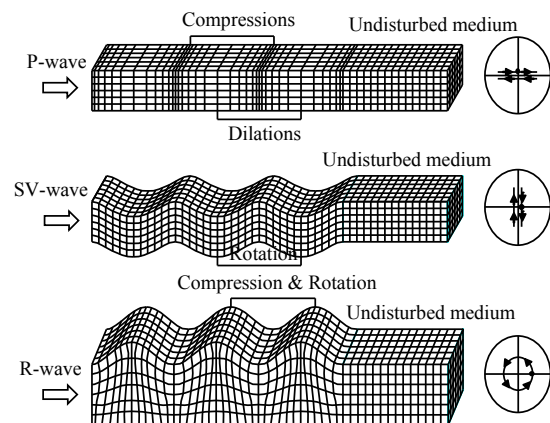 Compressions
Undisturbed medium
P-wave
Dilations
Undisturbed medium
SV-wave
Rotation
Compression & Rotation
Undisturbed medium
R-wave